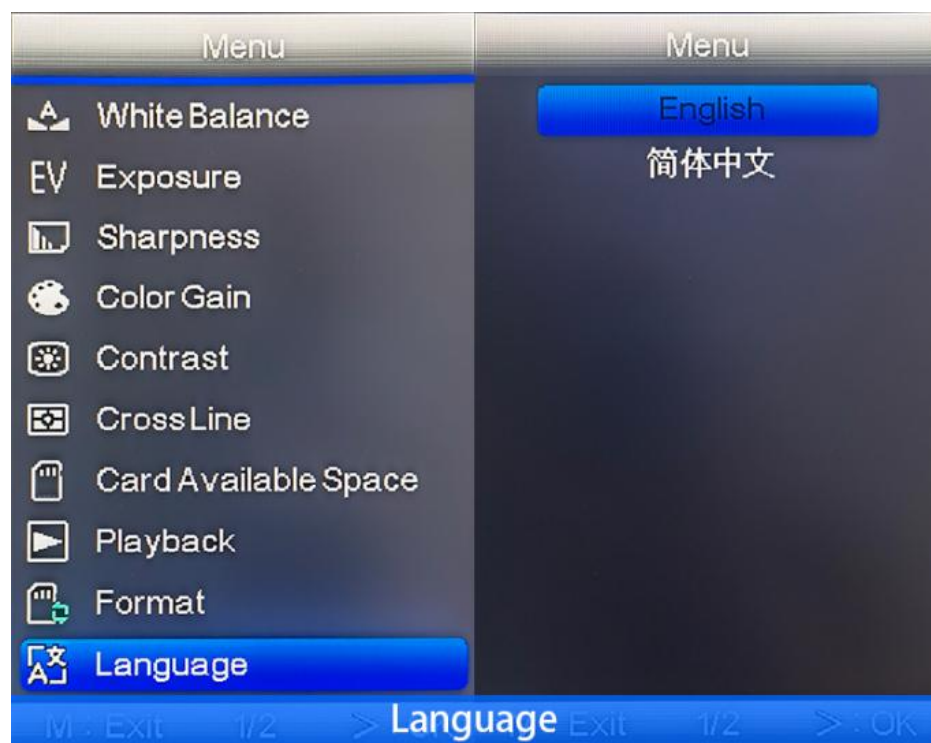 Menu
White Balance
EV Exposure
Sharpness
Color Gain
Contrast
Cross Line
Card Available Space
Playback
Format
Language
M : Exit 1/2 >
Menu
English
简体中文
Exit 1/2 > : OK
Language